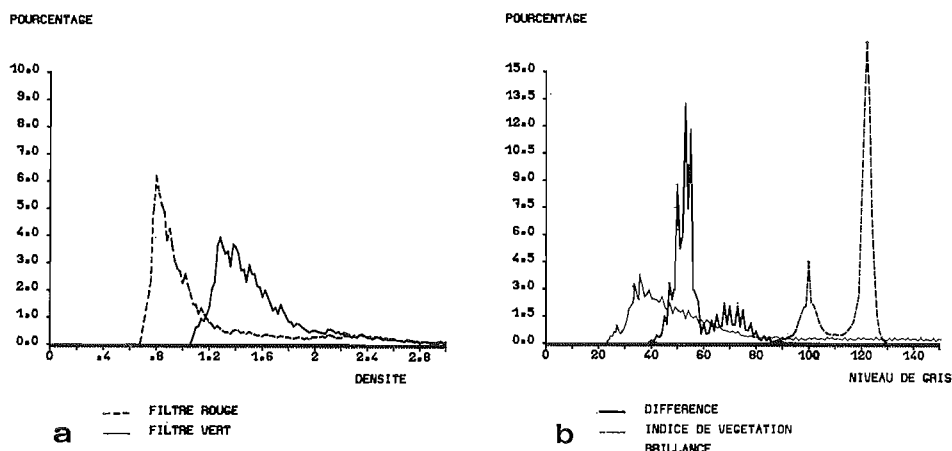 POURCENTAGE
10.0
9.0
8.0
7.0
6.0
5.0
4.0
3.0
2.0
1.0
0.0
0 .4 .8 1.2 1.6 2 2.4 2.8
DENSITE
FILTRE ROUGE
FILTRE VERT
a
POURCENTAGE
15.0
13.5
12.0
10.5
9.0
7.5
6.0
4.5
3.0
1.5
0.0
0 20 40 60 80 100 120 140
NIVEAU DE GRIS
DIFFERENCE
INDICE DE VEGETATION
BRILLANCE
b